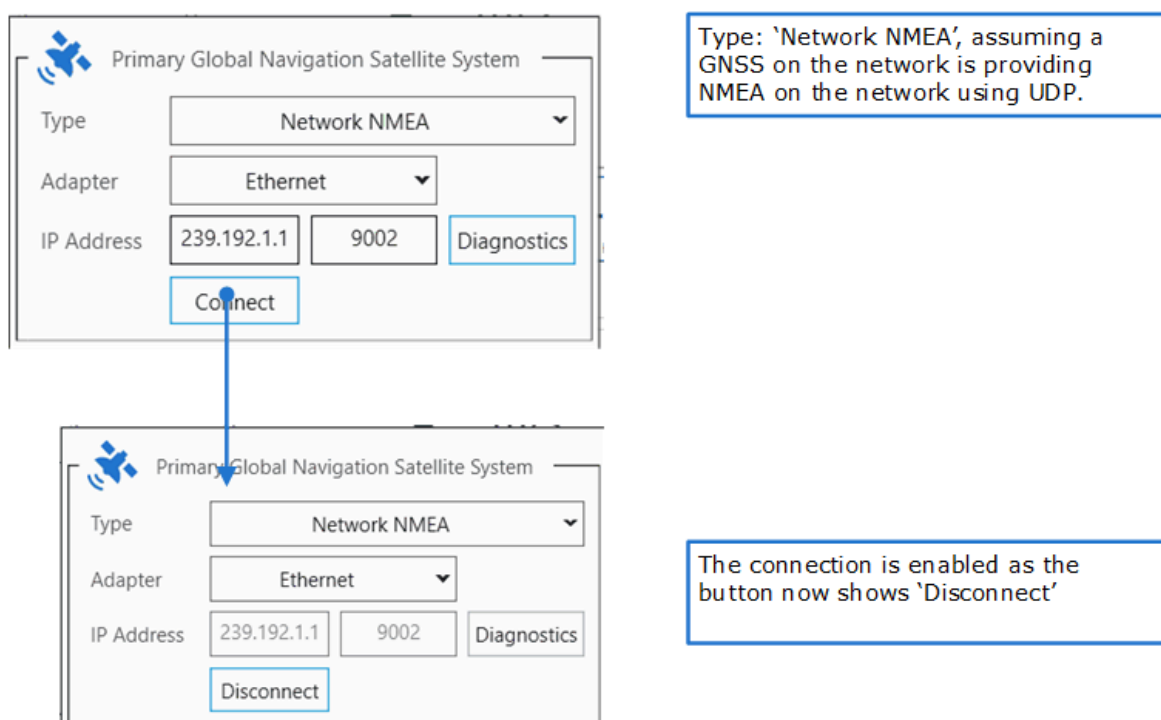 Primary Global Navigation Satellite System
Type
Network NMEA
Adapter
Ethernet
IP Address
239.192.1.1
9002
Diagnostics
Connect
Type: ‘Network NMEA’, assuming a
GNSS on the network is providing
NMEA on the network using UDP.
Primary Global Navigation Satellite System
Type
Network NMEA
Adapter
Ethernet
IP Address
239.192.1.1
9002
Diagnostics
Disconnect
The connection is enabled as the
button now shows ‘Disconnect’